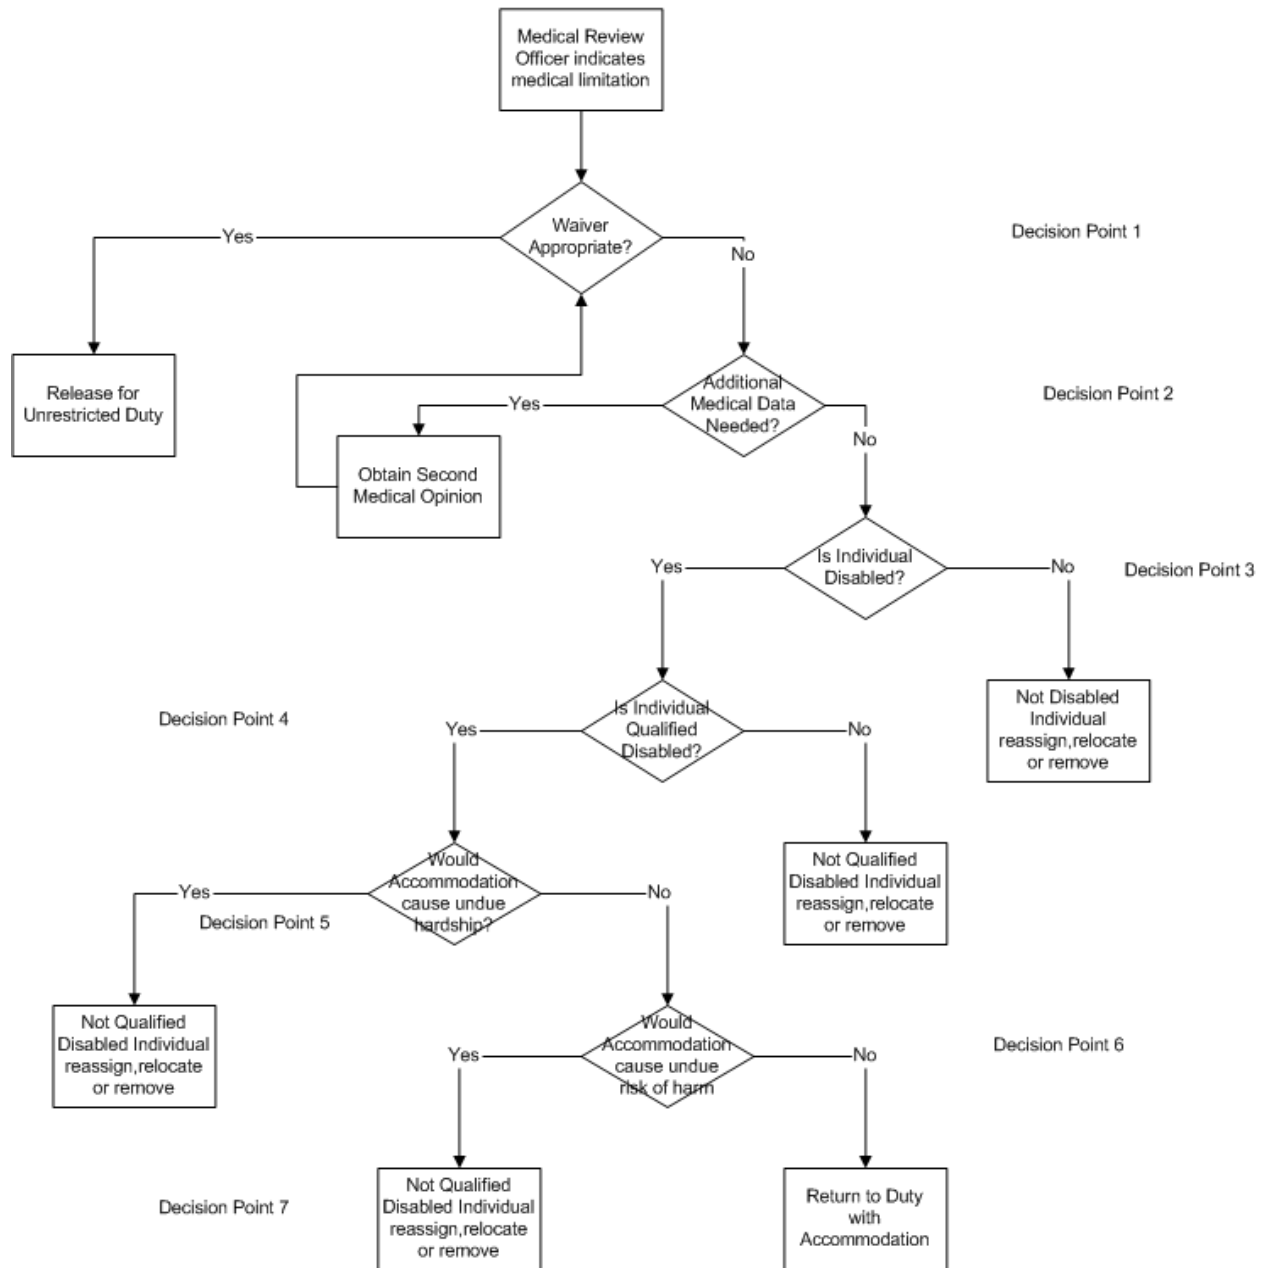 Medical Review
Officer indicates
medical limitation
Waiver
Appropriate?
Yes
No
Decision Point 1
Release for
Unrestricted Duty
Additional
Medical Data
Needed?
Yes
No
Decision Point 2
Obtain Second
Medical Opinion
Is Individual
Disabled?
Yes
No
Decision Point 3
Not Disabled
Individual
reassign,relocate
or remove
Decision Point 4
Is Individual
Qualified
Disabled?
Yes
No
Not Qualified
Disabled Individual
reassign,relocate
or remove
Would
Accommodation
cause undue
hardship?
Yes
No
Decision Point 5
Not Qualified
Disabled Individual
reassign,relocate
or remove
Would
Accommodation
cause undue
risk of harm
Yes
No
Decision Point 6
Decision Point 7
Not Qualified
Disabled Individual
reassign,relocate
or remove
Return to Duty
with
Accommodation